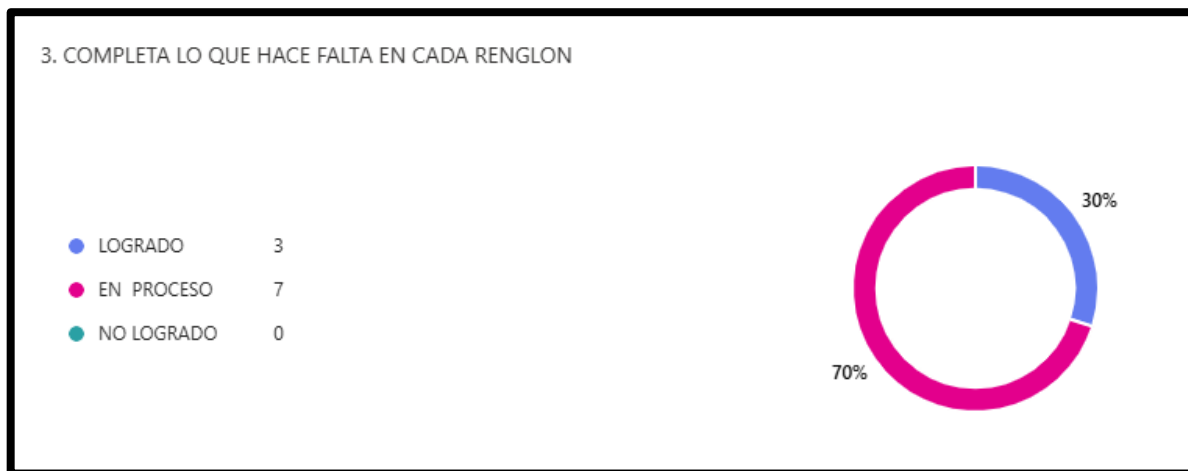 3. COMPLETA LO QUE HACE FALTA EN CADA RENGLON
LOGRADO 3
EN PROCESO 7
NO LOGRADO 0
30%
70%